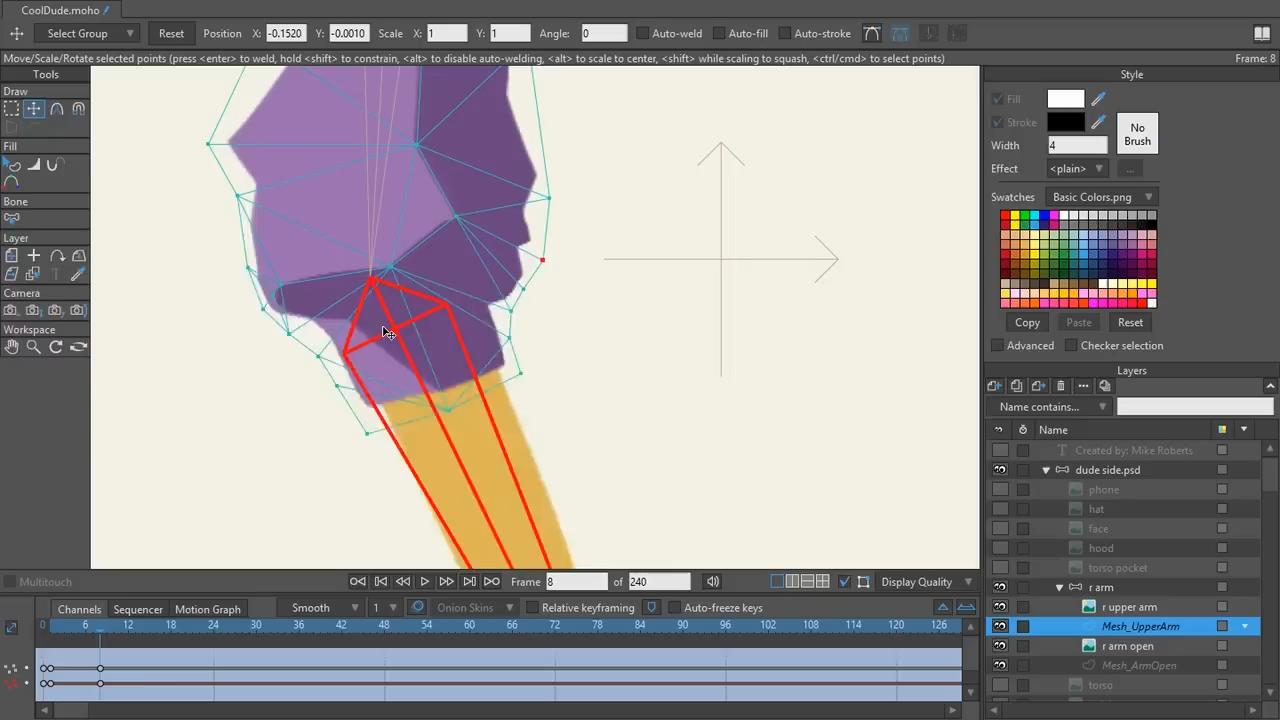 CoolDude.moho
Select Group Reset Position X: -0.1520 Y: -0.0010 Scale X: 1 Y: 1 Angle: 0 Auto-weld Auto-fill Auto-stroke
Move/Scale/Rotate selected points (press <enter> to weld, hold <shift> to constrain, <alt> to disable auto-welding, <alt> to scale to center, <shift> while scaling to squash, <ctrl/cmd> to select points) Frame: 8
Tools
Draw
Fill
Bone
Layer
Camera
Workspace
Style
Fill
Stroke
No Brush
Width 4
Effect <plain> ...
Swatches Basic Colors.png
Copy Paste Reset
Advanced Checker selection
Layers
Name contains...
Name
Created by: Mike Roberts
dude side.psd
phone
hat
face
hood
torso pocket
r arm
r upper arm
Mesh_UpperArm
r arm open
Mesh_ArmOpen
torso
Multitouch Frame 8 of 240 Display Quality
Channels Sequencer Motion Graph Smooth 1 Onion Skins Relative keyframing Auto-freeze keys
0 6 12 18 24 30 36 42 48 54 60 66 72 78 84 90 96 102 108 114 120 126